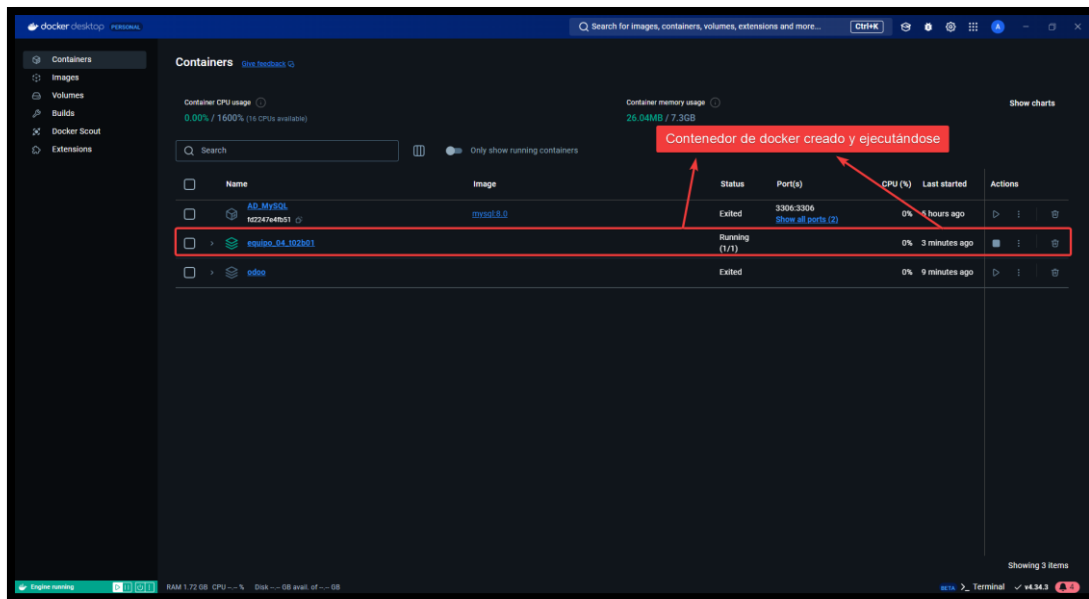 docker desktop PERSONAL
Search for images, containers, volumes, extensions and more... Ctrl+K
A
Containers
Images
Volumes
Builds
Docker Scout
Extensions
Containers Give feedback
Container CPU usage
0.00% / 1600% (16 CPUs available)
Container memory usage
26.04MB / 7.3GB
Show charts
Contenedor de docker creado y ejecutándose
Search
Only show running containers
Name Image Status Port(s) CPU (%) Last started Actions
AD_MySQL
fd2247e4fb51
mysql:8.0 Exited
3306:3306
Show all ports (2)
0% hours ago
equipo_04_t02b01
Running
(1/1)
0% 3 minutes ago
odoo Exited 0% 9 minutes ago
Showing 3 items
Engine running
RAM 1.72 GB CPU --.-- % Disk --.-- GB avail. of --.-- GB
BETA >_ Terminal v4.34.3 4